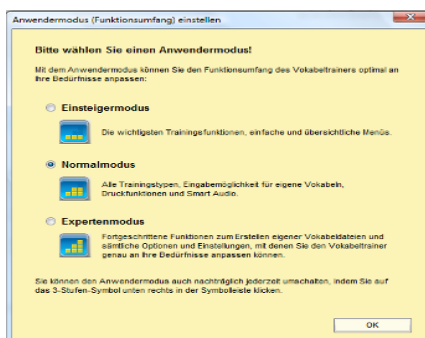 Anwendermodus (Funktionsumfang) einstellen
Bitte wählen Sie einen Anwendermodus!
Mit dem Anwendermodus können Sie den Funktionsumfang des Vokabeltrainers optimal an
Ihre Bedürfnisse anpassen:
Einsteigermodus
Die wichtigsten Trainingsfunktionen, einfache und übersichtliche Menüs.
Normalmodus
Alle Trainingstypen, Eingabemöglichkeit für eigene Vokabeln,
Druckfunktionen und Smart Audio.
Expertenmodus
Fortgeschrittene Funktionen zum Erstellen eigener Vokabeldateien und
sämtliche Optionen und Einstellungen, mit denen Sie den Vokabeltrainer
genau an Ihre Bedürfnisse anpassen können.
Sie können den Anwendermodus auch nachträglich jederzeit umschalten, indem Sie auf
das 3-Stufen-Symbol unten rechts in der Symbolleiste klicken.
OK